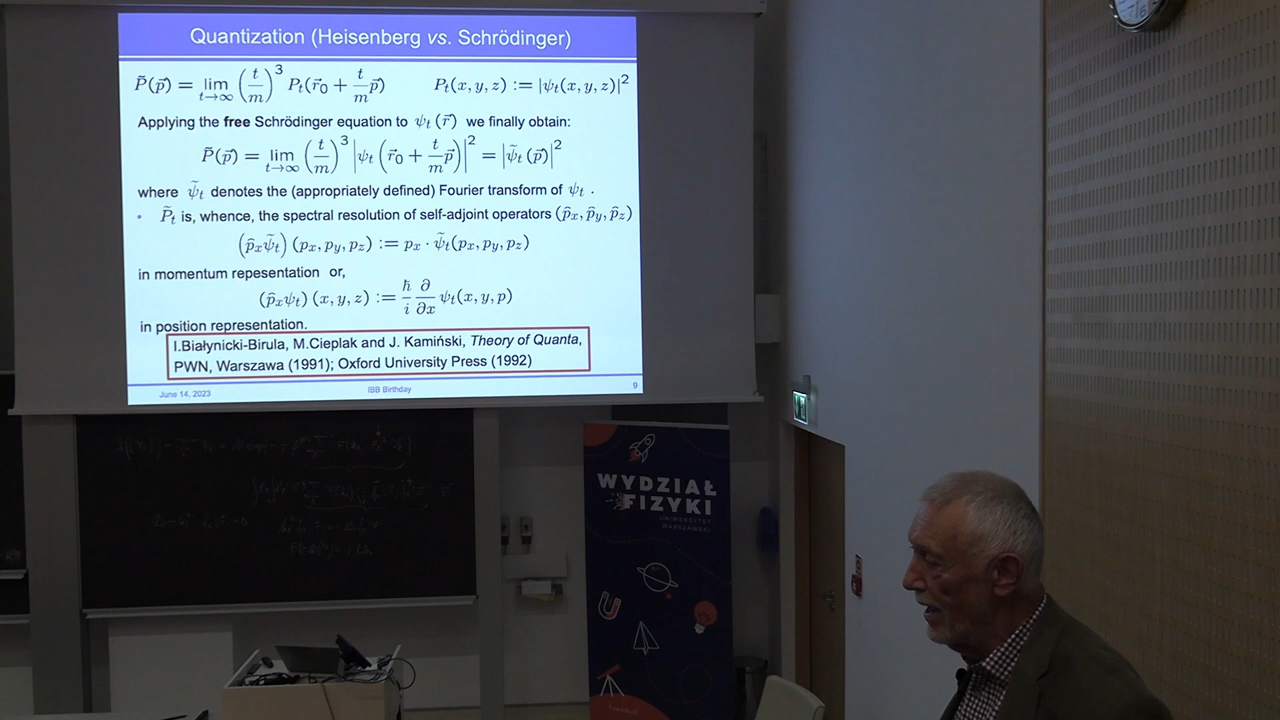 Quantization (Heisenberg vs. Schrödinger)
P̃(p⃗) = lim_{t→∞} (t/m)³ P_t(r⃗₀ + t/m p⃗) P_t(x, y, z) := |ψ_t(x, y, z)|²
Applying the free Schrödinger equation to ψ_t (r⃗) we finally obtain:
P̃(p⃗) = lim_{t→∞} (t/m)³ |ψ_t (r⃗₀ + t/m p⃗)|² = |ψ̃_t (p⃗)|²
where ψ̃_t denotes the (appropriately defined) Fourier transform of ψ_t .
• P̃_t is, whence, the spectral resolution of self-adjoint operators (p̂_x, p̂_y, p̂_z)
(p̂_xψ̃_t) (p_x, p_y, p_z) := p_x · ψ̃_t(p_x, p_y, p_z)
in momentum repesentation or,
(p̂_xψ_t) (x, y, z) := ħ/i ∂/∂x ψ_t(x, y, p)
in position representation.
I.Białynicki-Birula, M.Cieplak and J. Kamiński, Theory of Quanta,
PWN, Warszawa (1991); Oxford University Press (1992)
June 14, 2023 IBB Birthday 9
WYDZIAŁ
FIZYKI
UNIWERSYTET
WARSZAWSKI